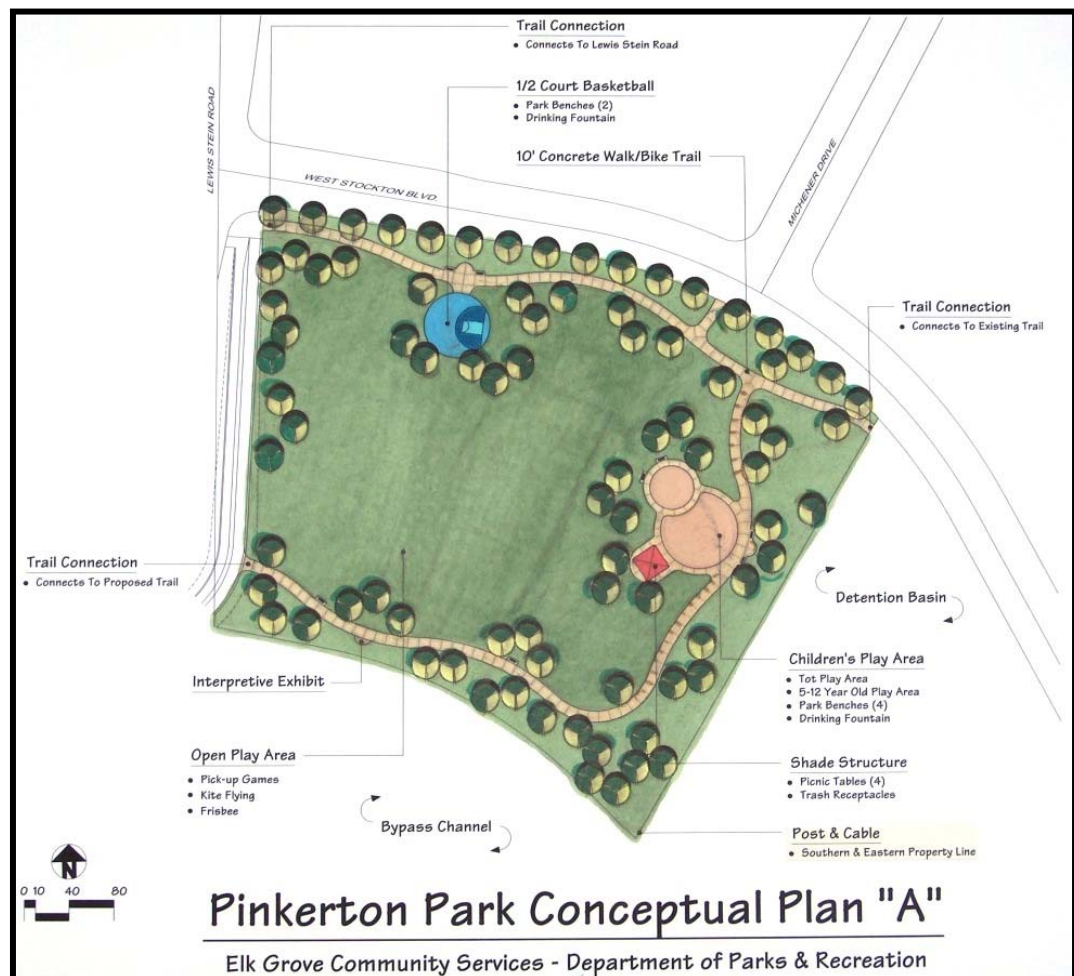 Trail Connection
• Connects To Lewis Stein Road
1/2 Court Basketball
• Park Benches (2)
• Drinking Fountain
10' Concrete Walk/Bike Trail
LEWIS STEIN ROAD
WEST STOCKTON BLVD.
MICHENER DRIVE
Trail Connection
• Connects To Existing Trail
Trail Connection
• Connects To Proposed Trail
Detention Basin
Interpretive Exhibit
Children's Play Area
• Tot Play Area
• 5-12 Year Old Play Area
• Park Benches (4)
• Drinking Fountain
Open Play Area
• Pick-up Games
• Kite Flying
• Frisbee
Shade Structure
• Picnic Tables (4)
• Trash Receptacles
Bypass Channel
Post & Cable
• Southern & Eastern Property Line
N
0 10 40 80
Pinkerton Park Conceptual Plan "A"
Elk Grove Community Services - Department of Parks & Recreation